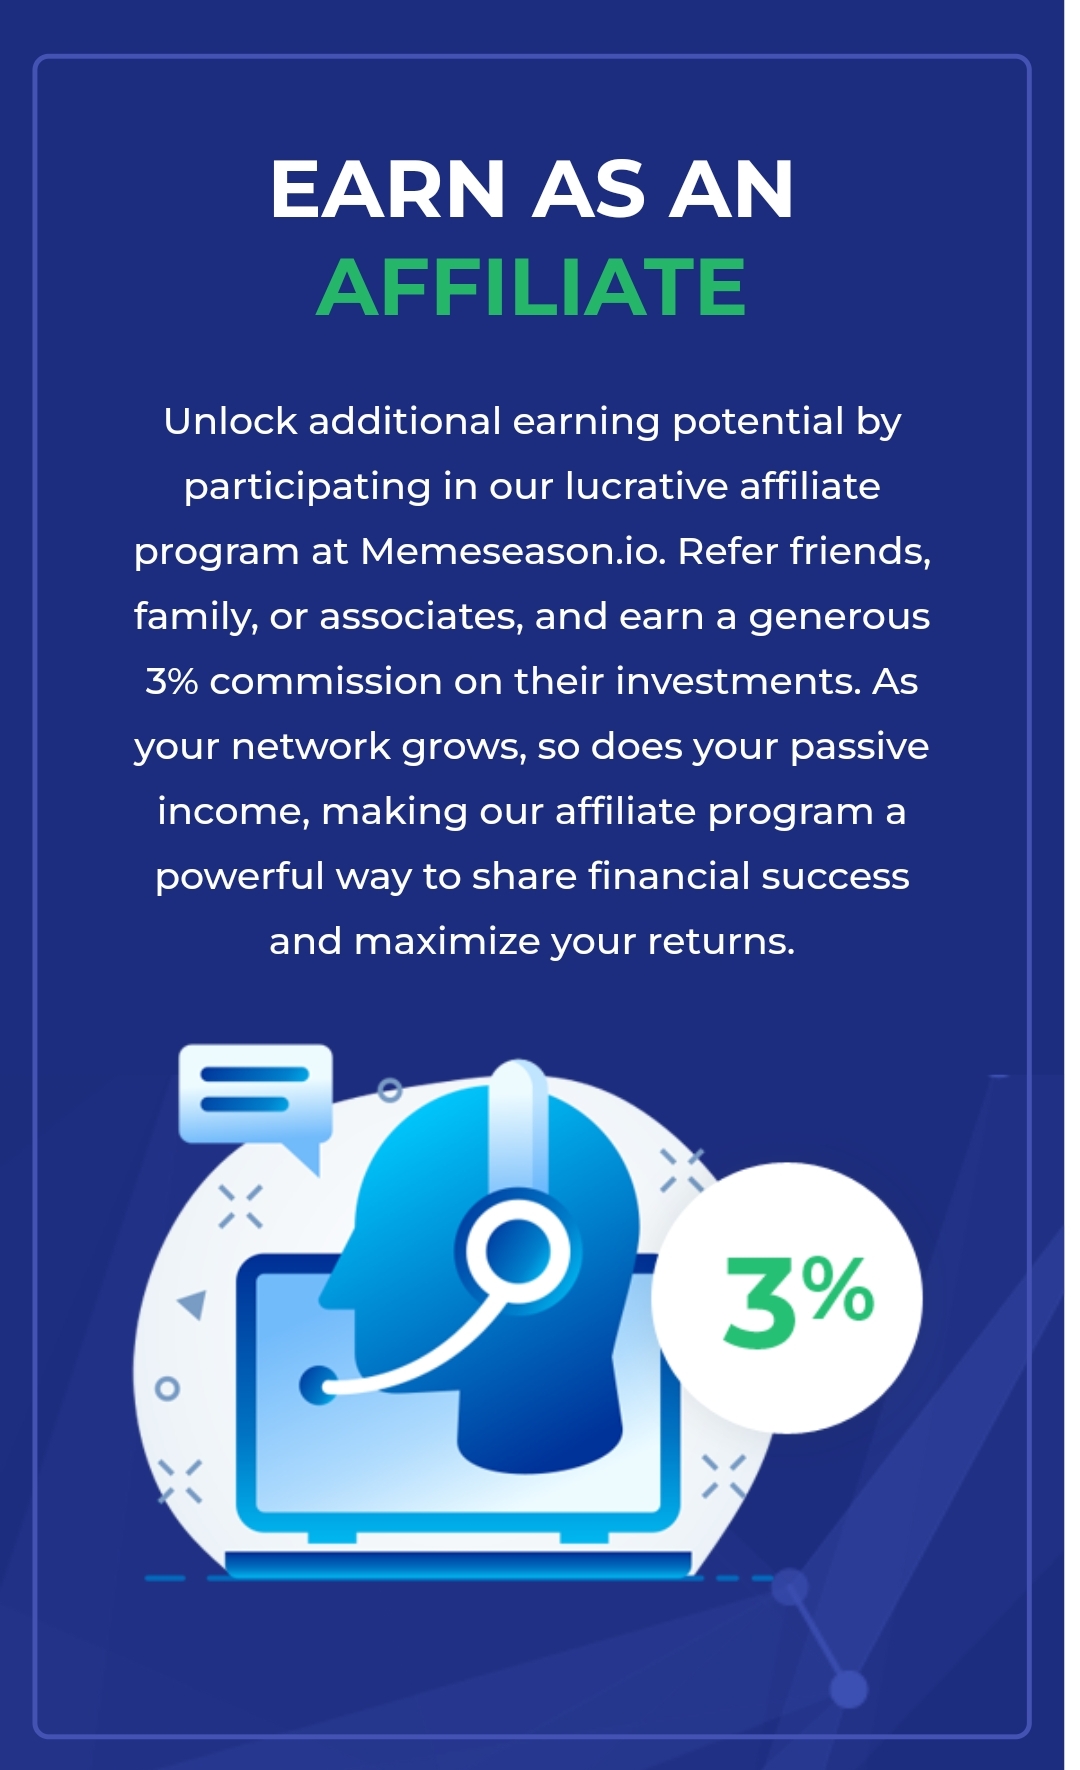 EARN AS AN
AFFILIATE
Unlock additional earning potential by
participating in our lucrative affiliate
program at Memeseason.io. Refer friends,
family, or associates, and earn a generous
3% commission on their investments. As
your network grows, so does your passive
income, making our affiliate program a
powerful way to share financial success
and maximize your returns.
3%